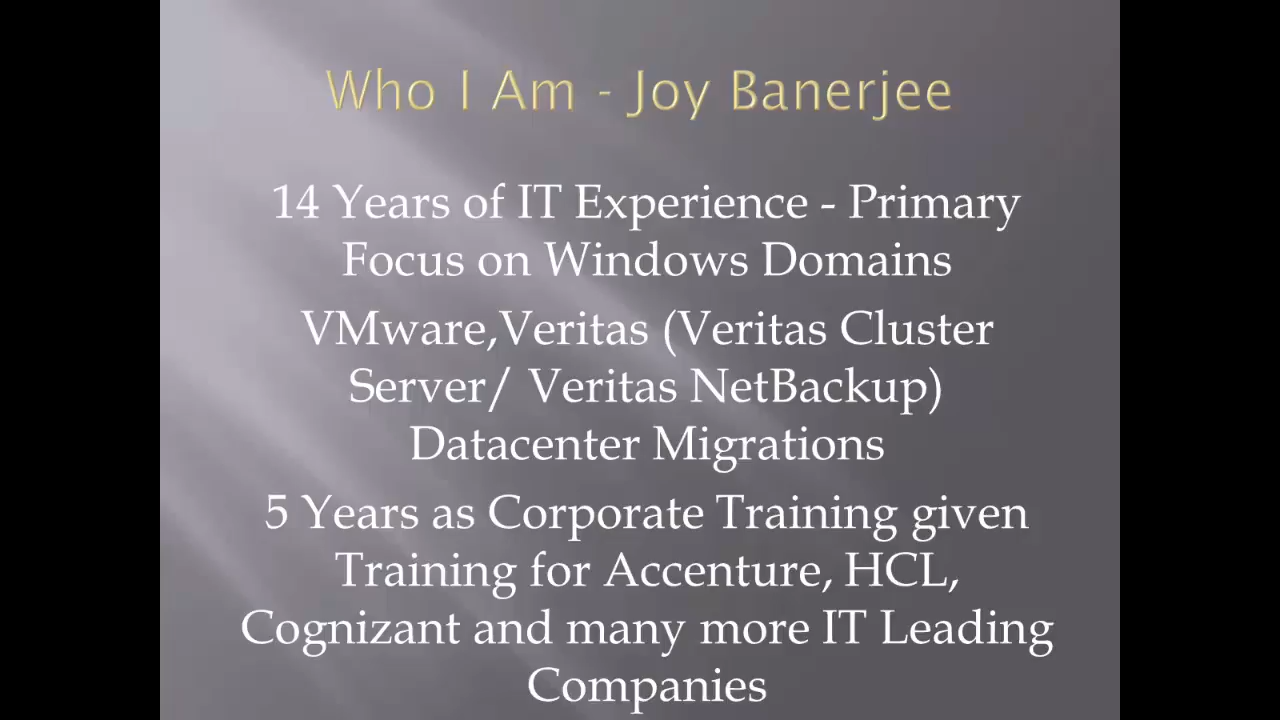 Who I Am - Joy Banerjee
14 Years of IT Experience - Primary
Focus on Windows Domains
VMware,Veritas (Veritas Cluster
Server/ Veritas NetBackup)
Datacenter Migrations
5 Years as Corporate Training given
Training for Accenture, HCL,
Cognizant and many more IT Leading
Companies